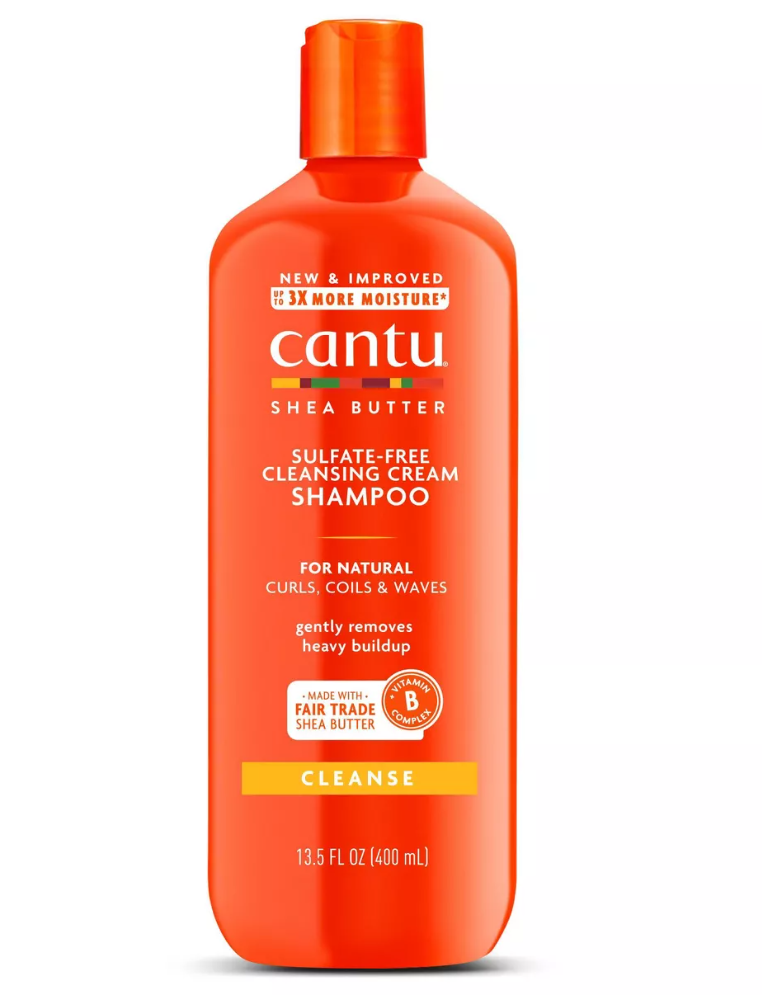 NEW & IMPROVED
UP TO 3X MORE MOISTURE*
cantu®
SHEA BUTTER
SULFATE-FREE
CLEANSING CREAM
SHAMPOO
FOR NATURAL
CURLS, COILS & WAVES
gently removes
heavy buildup
• MADE WITH •
FAIR TRADE
SHEA BUTTER
+ VITAMIN
B
COMPLEX
CLEANSE
13.5 FL OZ (400 mL)